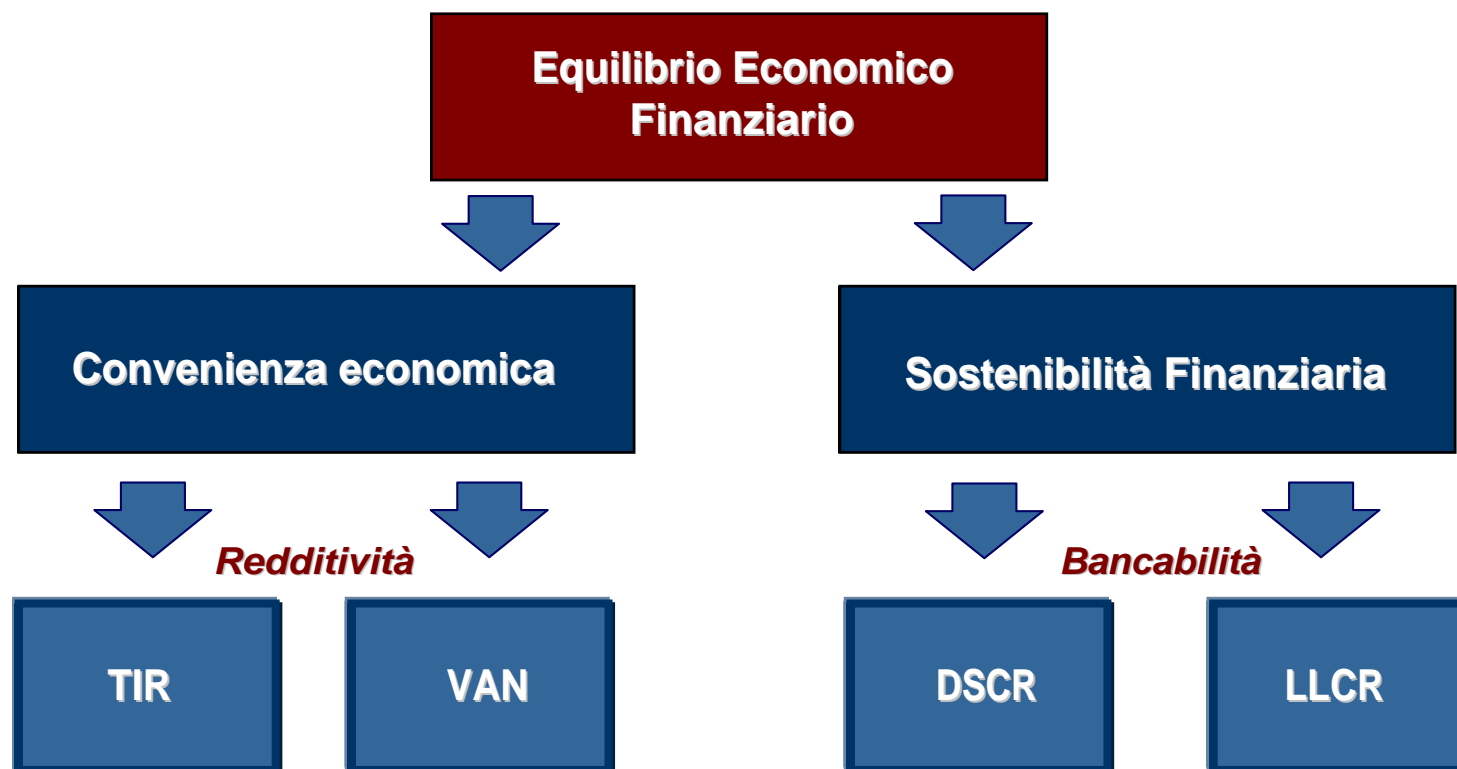 Equilibrio Economico
Finanziario
Convenienza economica
Sostenibilità Finanziaria
Redditività
Bancabilità
TIR
VAN
DSCR
LLCR